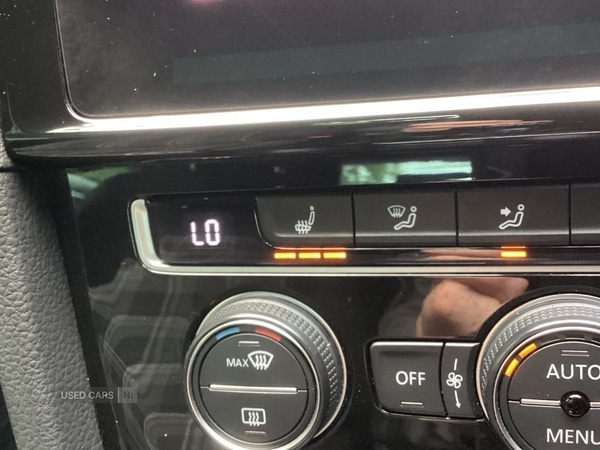 LO
MAX
OFF
AUTO
MENU
USED CARS NI